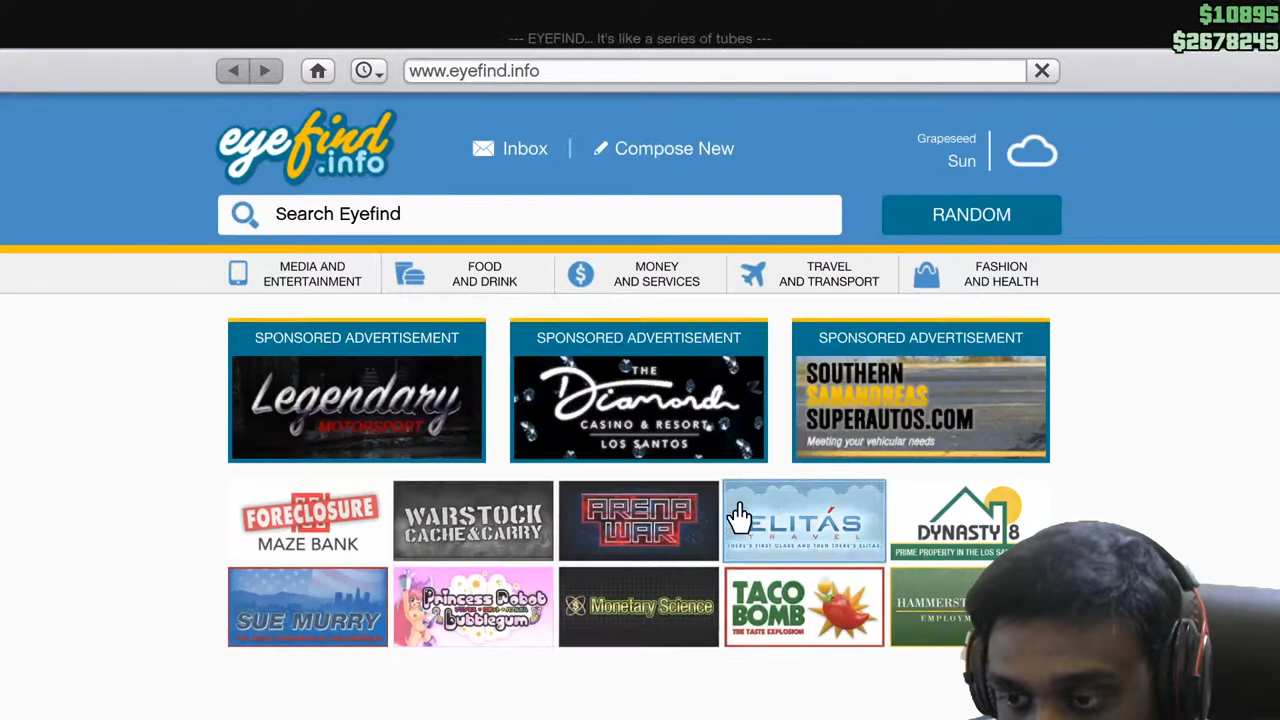 $10895
$2678243
--- EYEFIND... It's like a series of tubes ---
www.eyefind.info
eyefind
.info
Inbox
Compose New
Grapeseed
Sun
Search Eyefind
RANDOM
MEDIA AND
ENTERTAINMENT
FOOD
AND DRINK
MONEY
AND SERVICES
TRAVEL
AND TRANSPORT
FASHION
AND HEALTH
SPONSORED ADVERTISEMENT
Legendary
MOTORSPORT
SPONSORED ADVERTISEMENT
THE
Diamond
CASINO & RESORT
LOS SANTOS
SPONSORED ADVERTISEMENT
SOUTHERN
SANANDREAS
SUPERAUTOS.COM
Meeting your vehicular needs
FORECLOSURE
MAZE BANK
WARSTOCK
CACHE&CARRY
ARENA
WAR
ELITÁS
TRAVEL
THERE'S FIRST CLASS AND THEN THERE'S ELITAS
DYNASTY 8
PRIME PROPERTY IN THE LOS
SUE MURRY
Princess Robot
Bubblegum
Monetary Science
TACO
BOMB
THE TASTE EXPLOSION